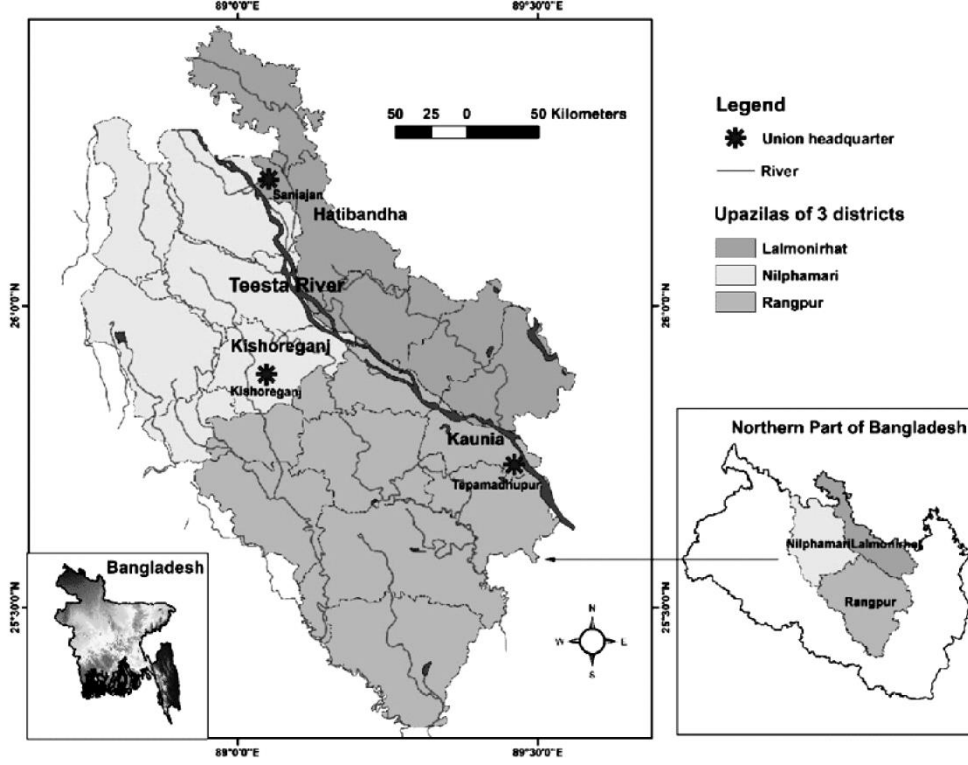 89°0'0"E 89°30'0"E
50 25 0 50 Kilometers
Legend
Union headquarter
River
Upazilas of 3 districts
Lalmonirhat
Nilphamari
Rangpur
Saniajan
Hatibandha
Teesta River
26°0'0"N 26°0'0"N
Kishoreganj
Kishoreganj
Kaunia
Tepamadhupur
Northern Part of Bangladesh
Nilphamari Lalmonirhat
Rangpur
Bangladesh
25°30'0"N 25°30'0"N
N
W E
S
89°0'0"E 89°30'0"E